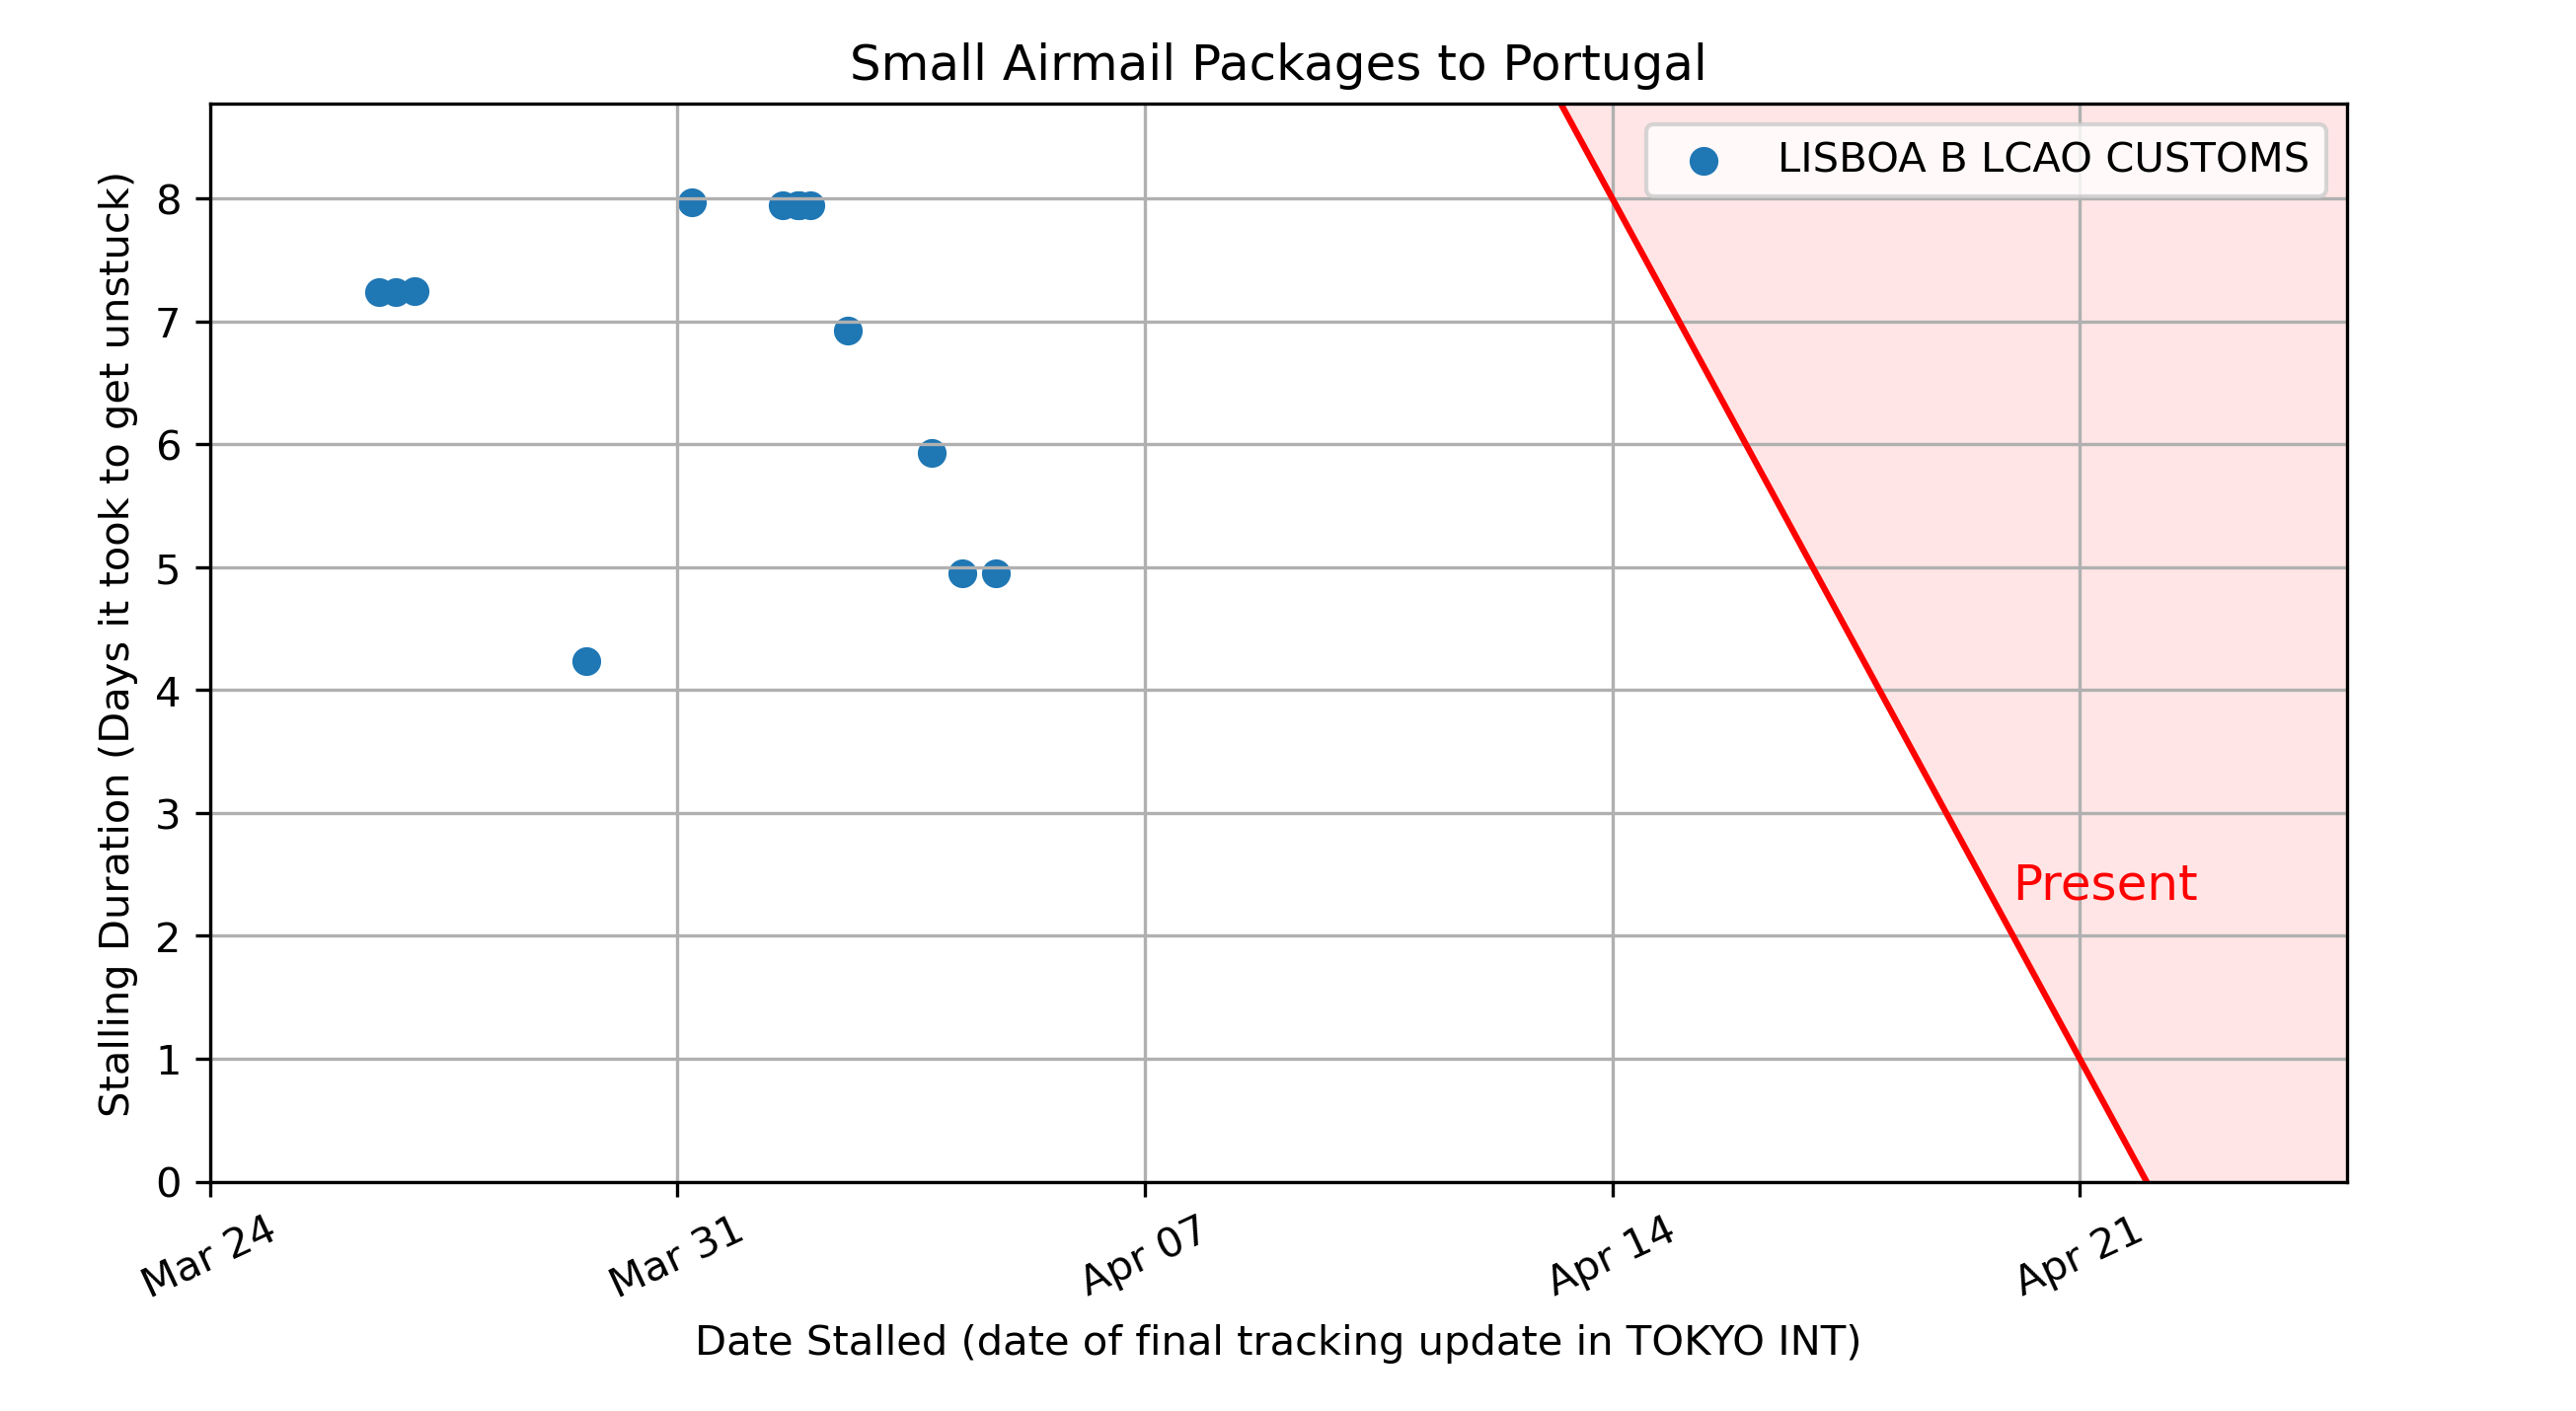 Small Airmail Packages to Portugal
LISBOA B LCAO CUSTOMS
Stalling Duration (Days it took to get unstuck)
8
7
6
5
4
3
2
1
0
Present
Mar 24
Mar 31
Apr 07
Apr 14
Apr 21
Date Stalled (date of final tracking update in TOKYO INT)